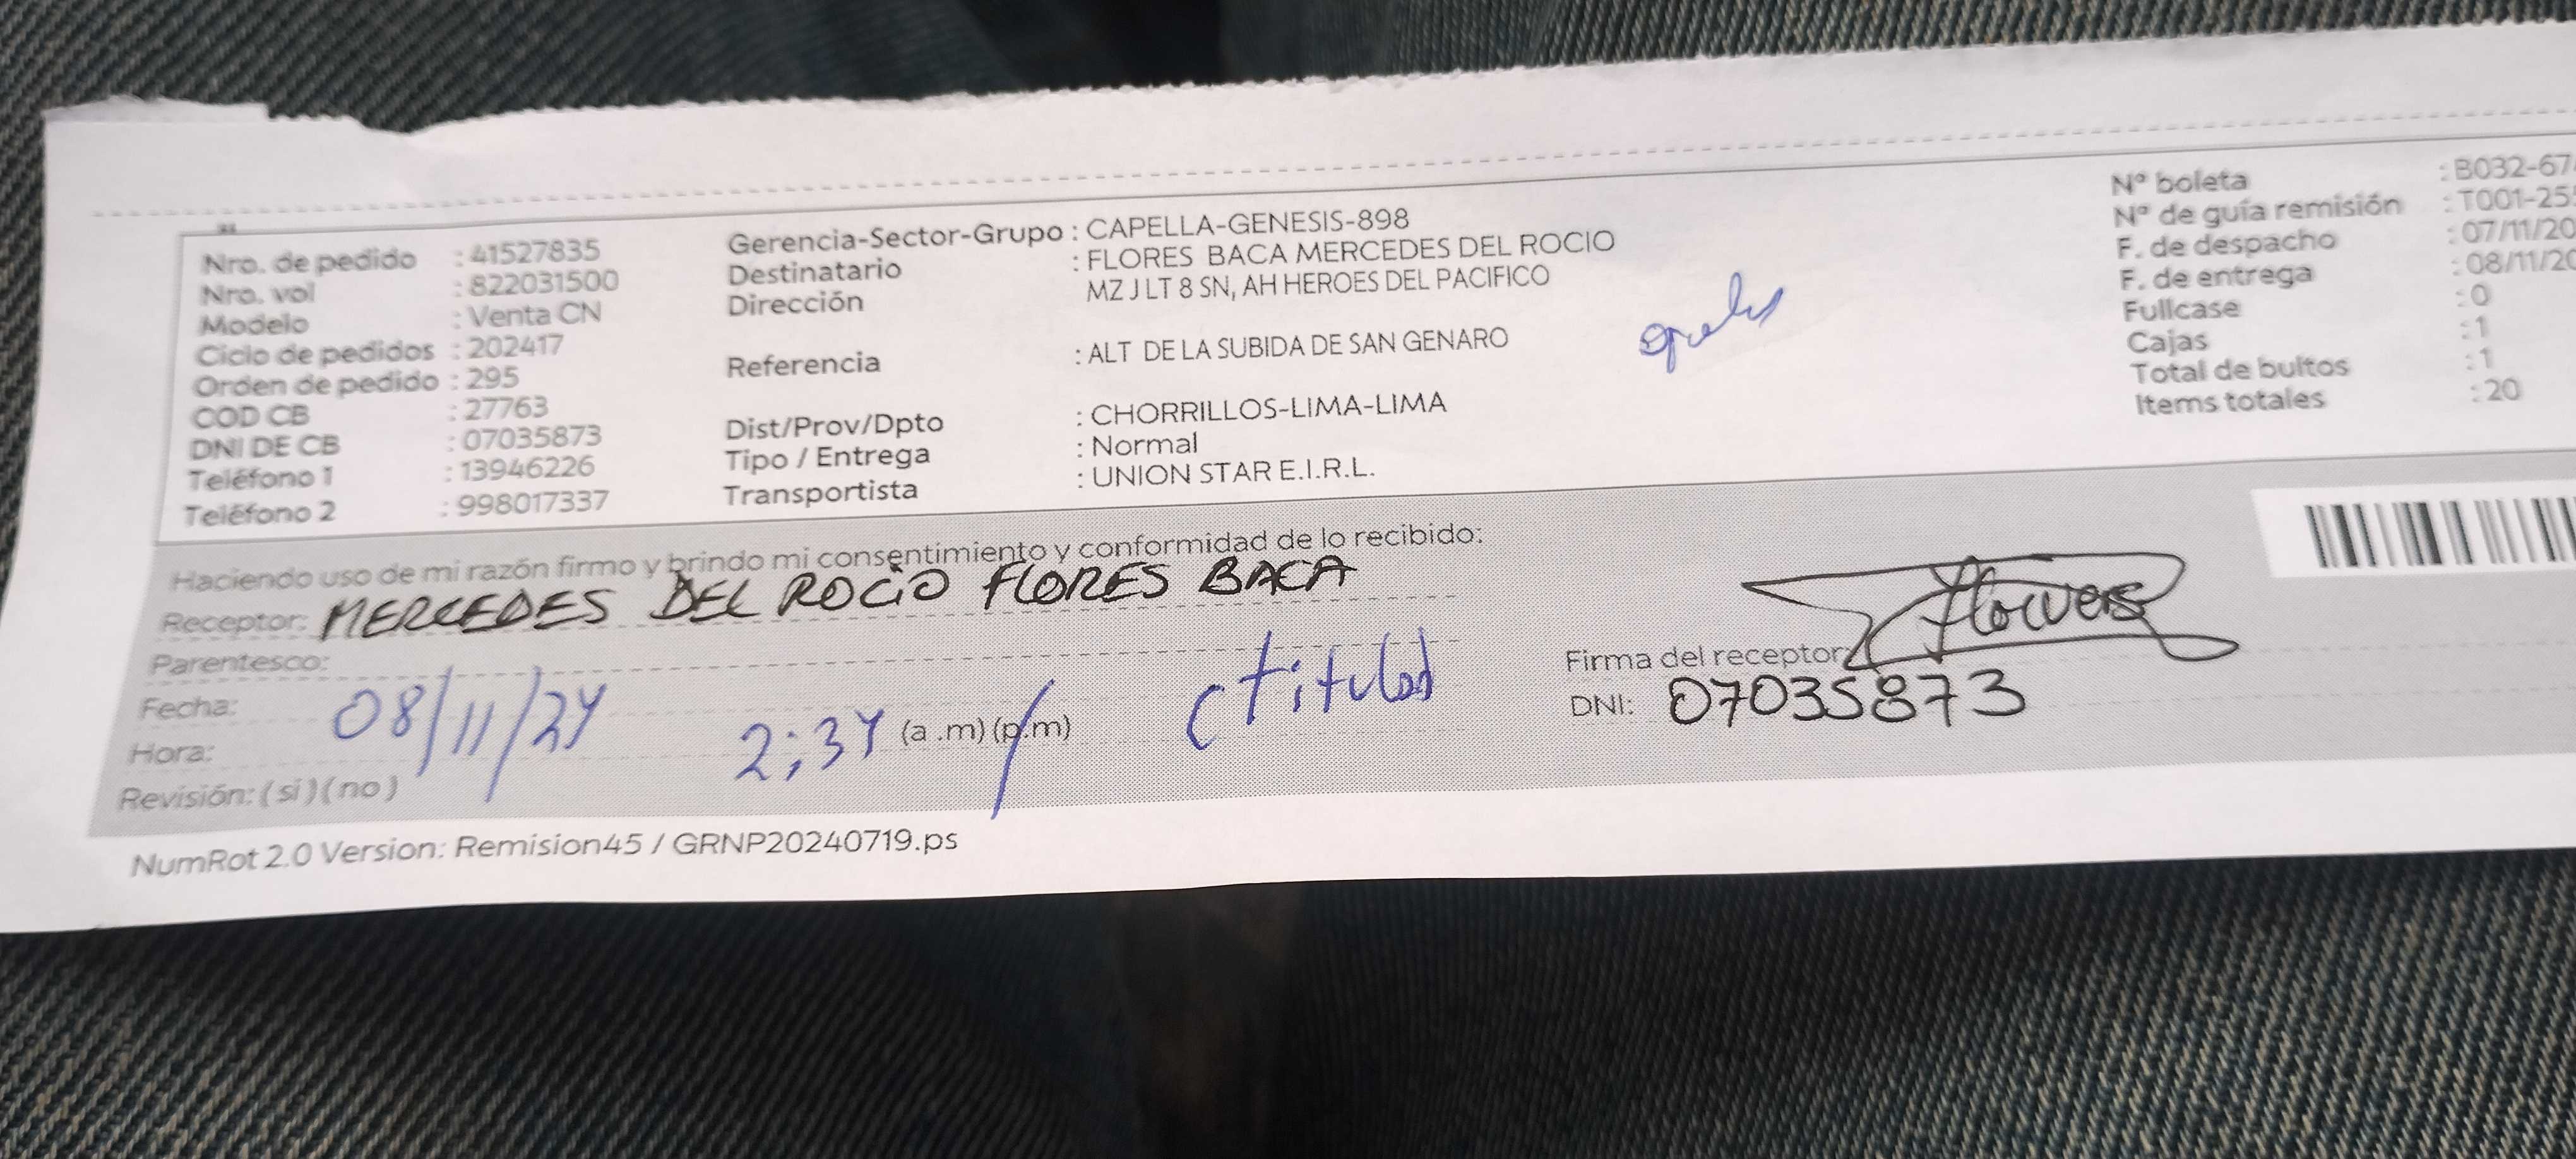 Nro. de pedido : 41527835
Nro. vol : 822031500
Modelo : Venta CN
Ciclo de pedidos : 202417
Orden de pedido : 295
COD CB : 27763
DNI DE CB : 07035873
Teléfono 1 : 13946226
Teléfono 2 : 998017337
Gerencia-Sector-Grupo : CAPELLA-GENESIS-898
Destinatario : FLORES BACA MERCEDES DEL ROCIO
Dirección MZ J LT 8 SN, AH HEROES DEL PACIFICO
Referencia : ALT DE LA SUBIDA DE SAN GENARO
Dist/Prov/Dpto : CHORRILLOS-LIMA-LIMA
Tipo / Entrega : Normal
Transportista : UNION STAR E.I.R.L.
Nº boleta : B032-67
Nº de guía remisión : T001-25
F. de despacho : 07/11/20
F. de entrega : 08/11/20
Fullcase : 0
Cajas : 1
Total de bultos : 1
Items totales : 20
Haciendo uso de mi razón firmo y brindo mi consentimiento y conformidad de lo recibido:
Receptor: MERCEDES DEL ROCIO FLORES BACA
Parentesco:
Fecha: 08/11/24
Hora: 2:34 (a .m) (p.m)
Revisión: ( si ) ( no )
Firma del receptor:
DNI: 07035873
NumRot 2.0 Version: Remision45 / GRNP20240719.ps